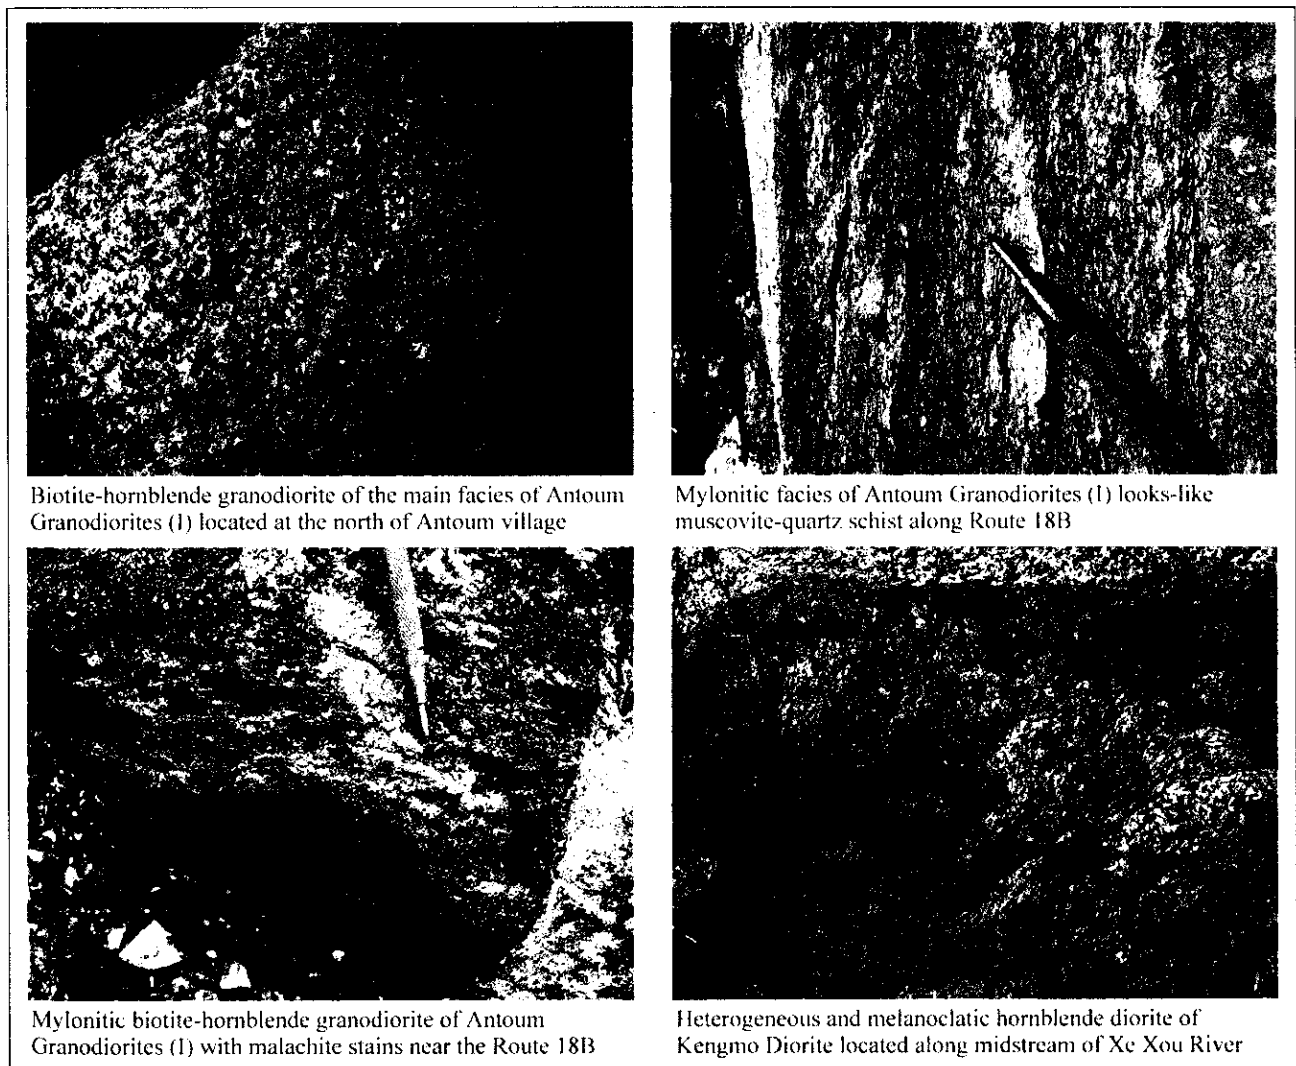 Biotite-hornblende granodiorite of the main facies of Antoum
Granodiorites (1) located at the north of Antoum village
Mylonitic facies of Antoum Granodiorites (1) looks-like
muscovite-quartz schist along Route 18B
Mylonitic biotite-hornblende granodiorite of Antoum
Granodiorites (1) with malachite stains near the Route 18B
Heterogeneous and melanoclatic hornblende diorite of
Kengmo Diorite located along midstream of Xe Xou River